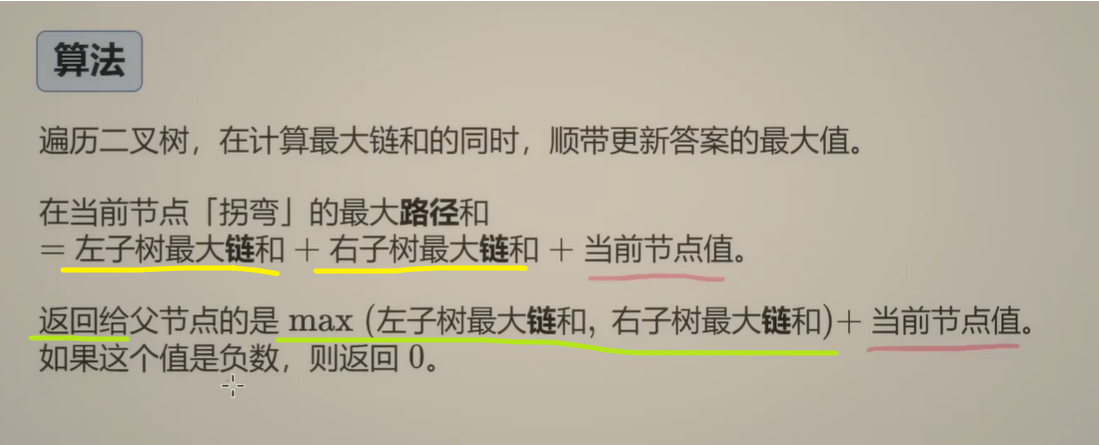 算法
遍历二叉树，在计算最大链和的同时，顺带更新答案的最大值。
在当前节点「拐弯」的最大路径和
= 左子树最大链和 + 右子树最大链和 + 当前节点值。
返回给父节点的是 max (左子树最大链和, 右子树最大链和)+ 当前节点值。
如果这个值是负数，则返回 0。